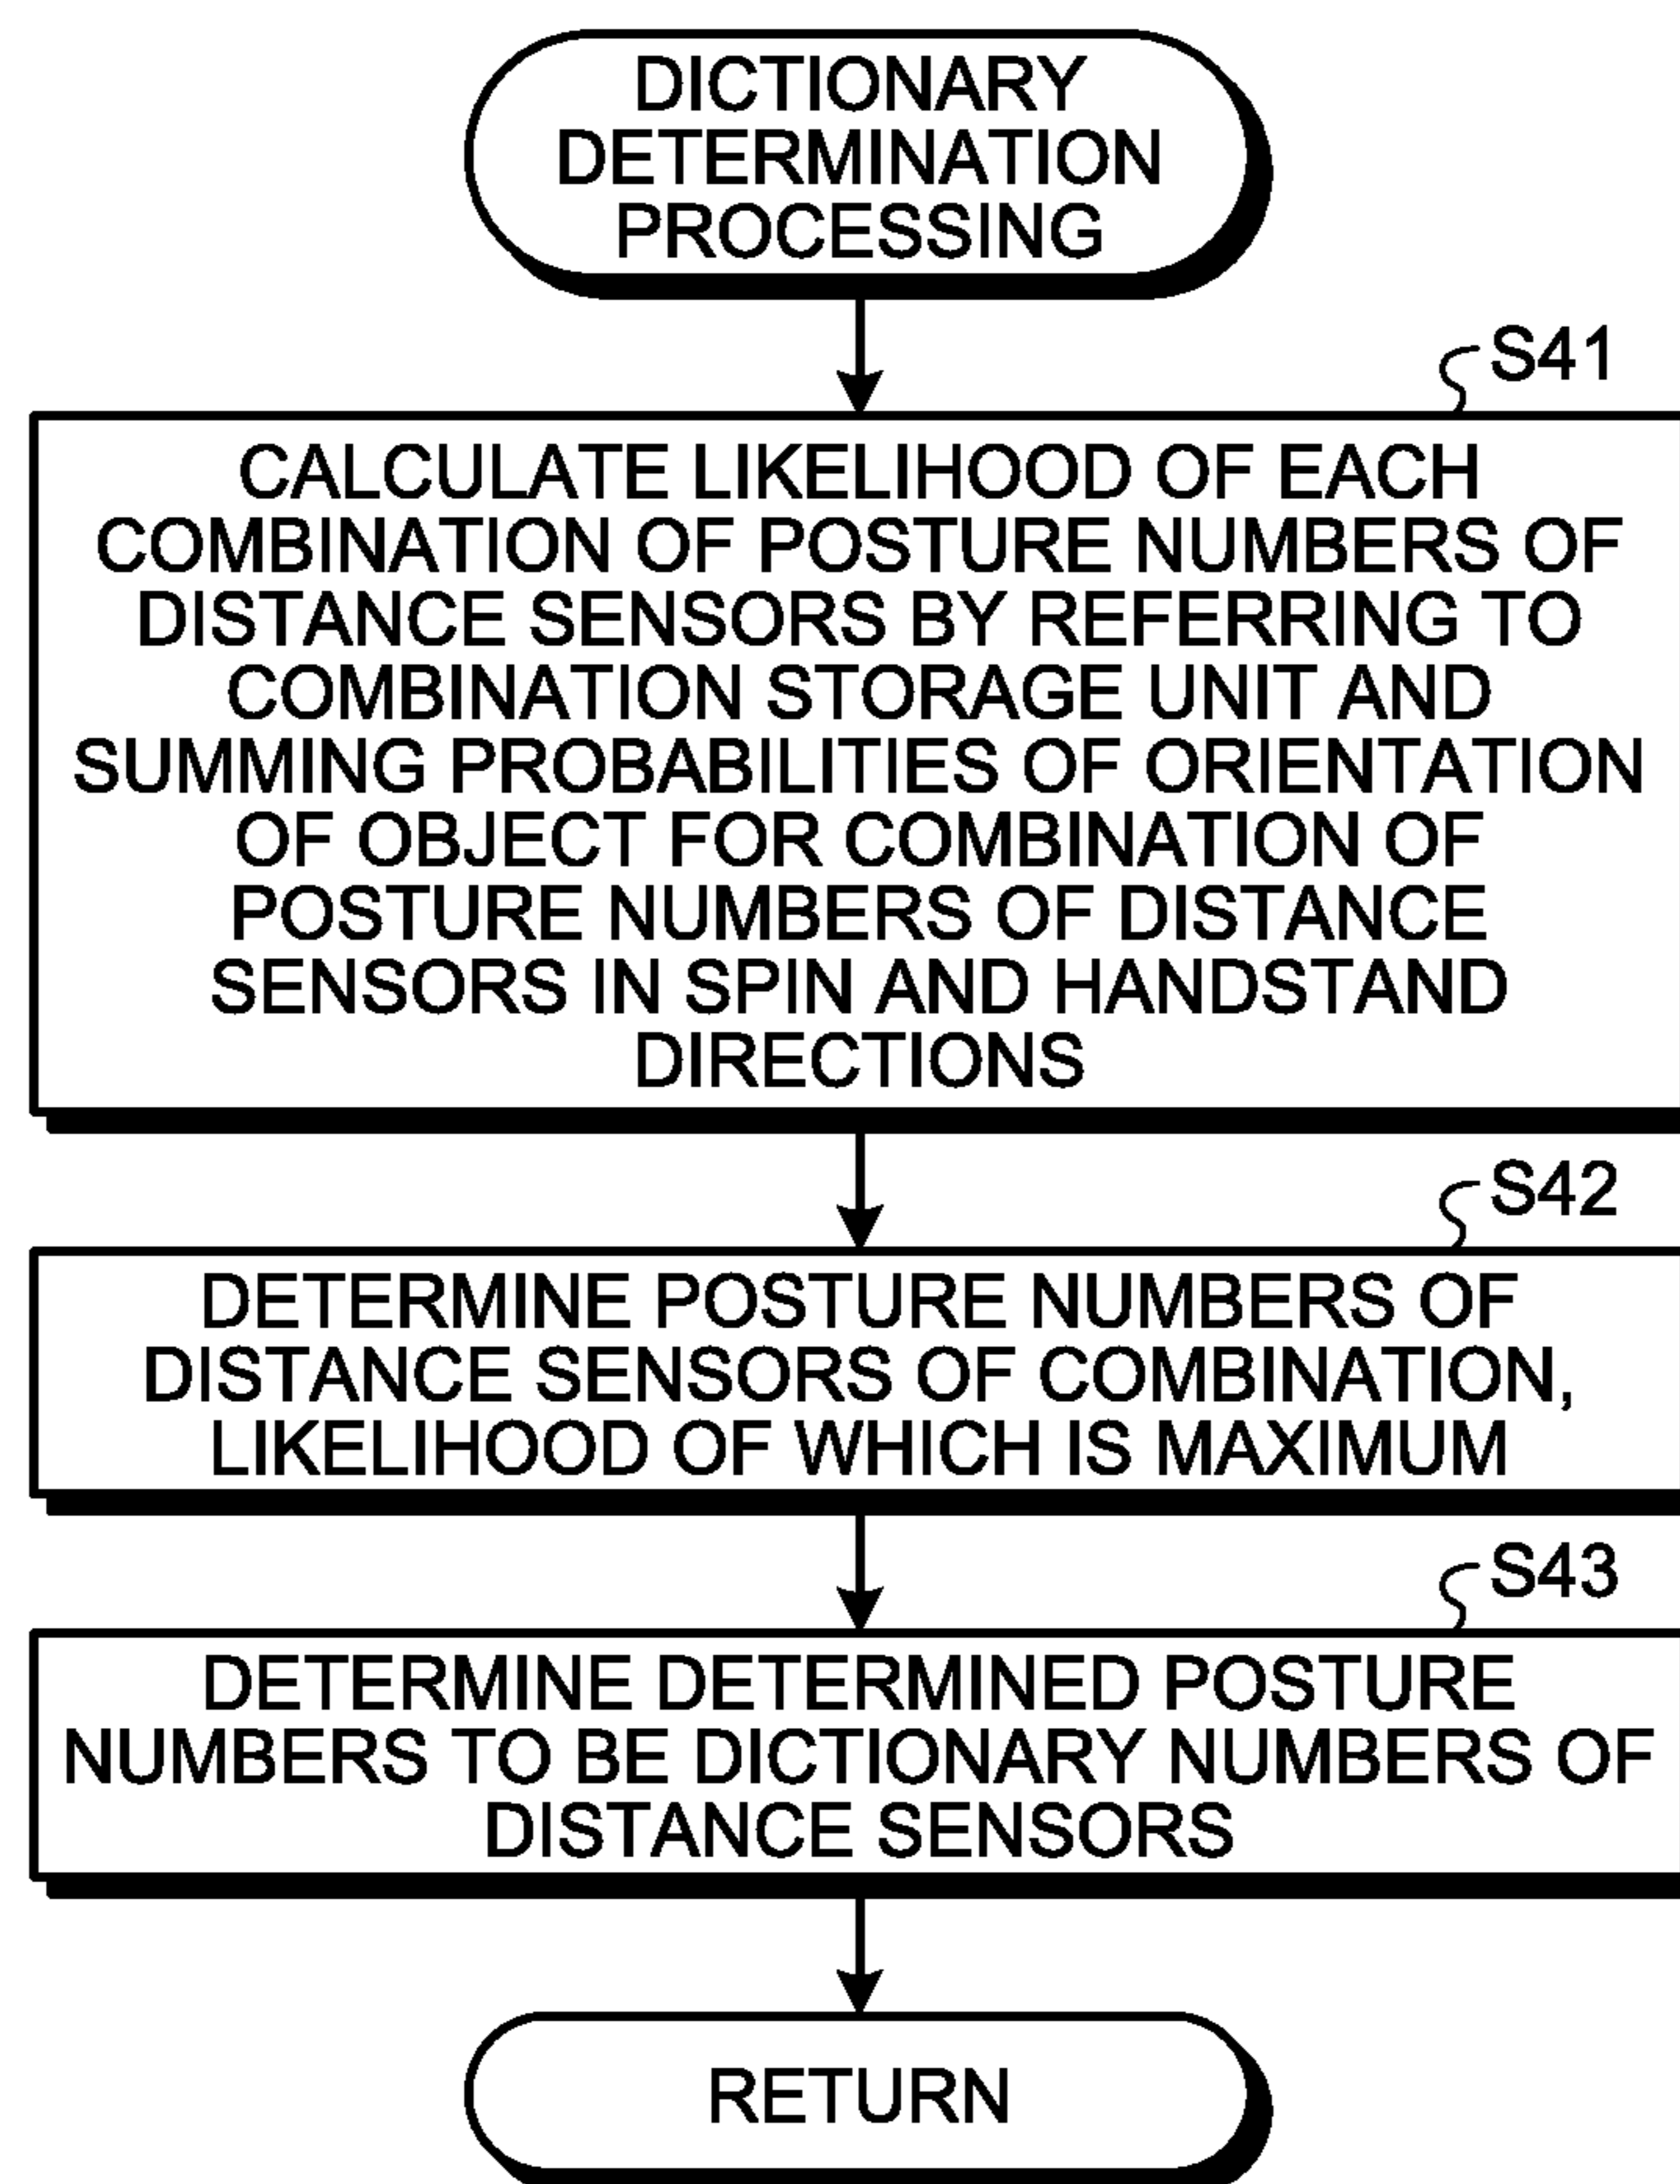 DICTIONARY
DETERMINATION
PROCESSING
S41
CALCULATE LIKELIHOOD OF EACH
COMBINATION OF POSTURE NUMBERS OF
DISTANCE SENSORS BY REFERRING TO
COMBINATION STORAGE UNIT AND
SUMMING PROBABILITIES OF ORIENTATION
OF OBJECT FOR COMBINATION OF
POSTURE NUMBERS OF DISTANCE
SENSORS IN SPIN AND HANDSTAND
DIRECTIONS
S42
DETERMINE POSTURE NUMBERS OF
DISTANCE SENSORS OF COMBINATION,
LIKELIHOOD OF WHICH IS MAXIMUM
S43
DETERMINE DETERMINED POSTURE
NUMBERS TO BE DICTIONARY NUMBERS OF
DISTANCE SENSORS
RETURN